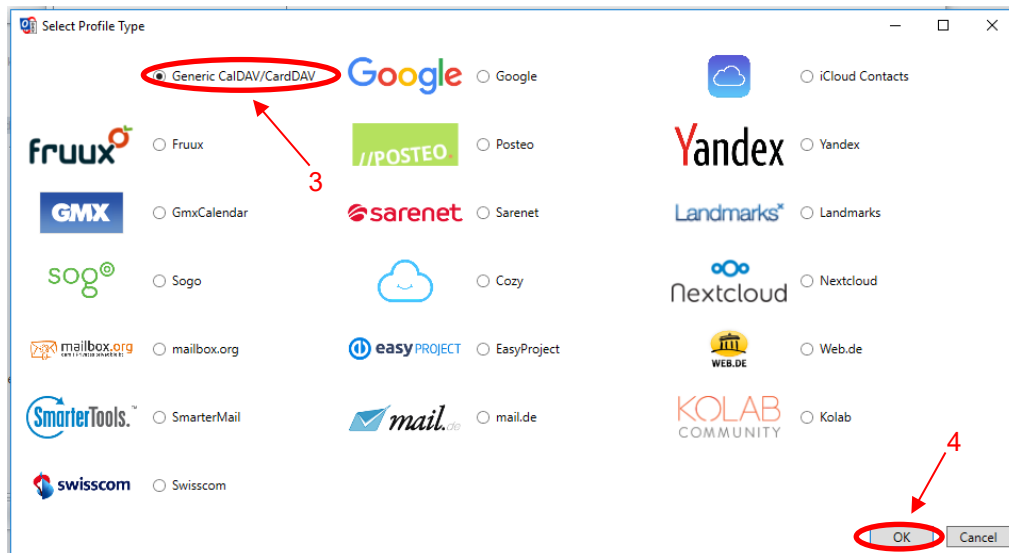 Select Profile Type
Generic CalDAV/CardDAV
Google
Google
iCloud Contacts
3
fruux
Fruux
//POSTEO.
Posteo
Yandex
Yandex
GMX
GmxCalendar
sarenet
Sarenet
Landmarks
Landmarks
sogo
Sogo
Cozy
Nextcloud
Nextcloud
mailbox.org
mailbox.org
easy PROJECT
EasyProject
WEB.DE
Web.de
SmarterTools.™
SmarterMail
mail.de
mail.de
KOLAB
COMMUNITY
Kolab
4
swisscom
Swisscom
OK
Cancel